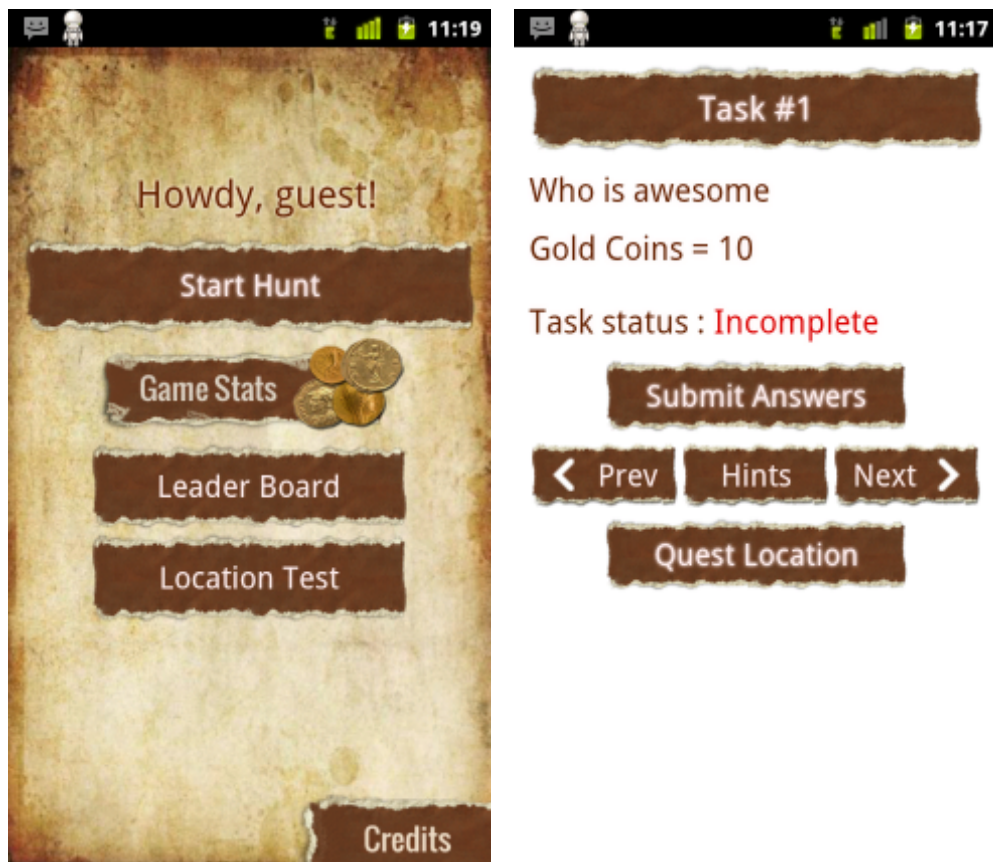 11:19
Howdy, guest!
Start Hunt
Game Stats
Leader Board
Location Test
Credits
11:17
Task #1
Who is awesome
Gold Coins = 10
Task status : Incomplete
Submit Answers
Prev Hints Next
Quest Location